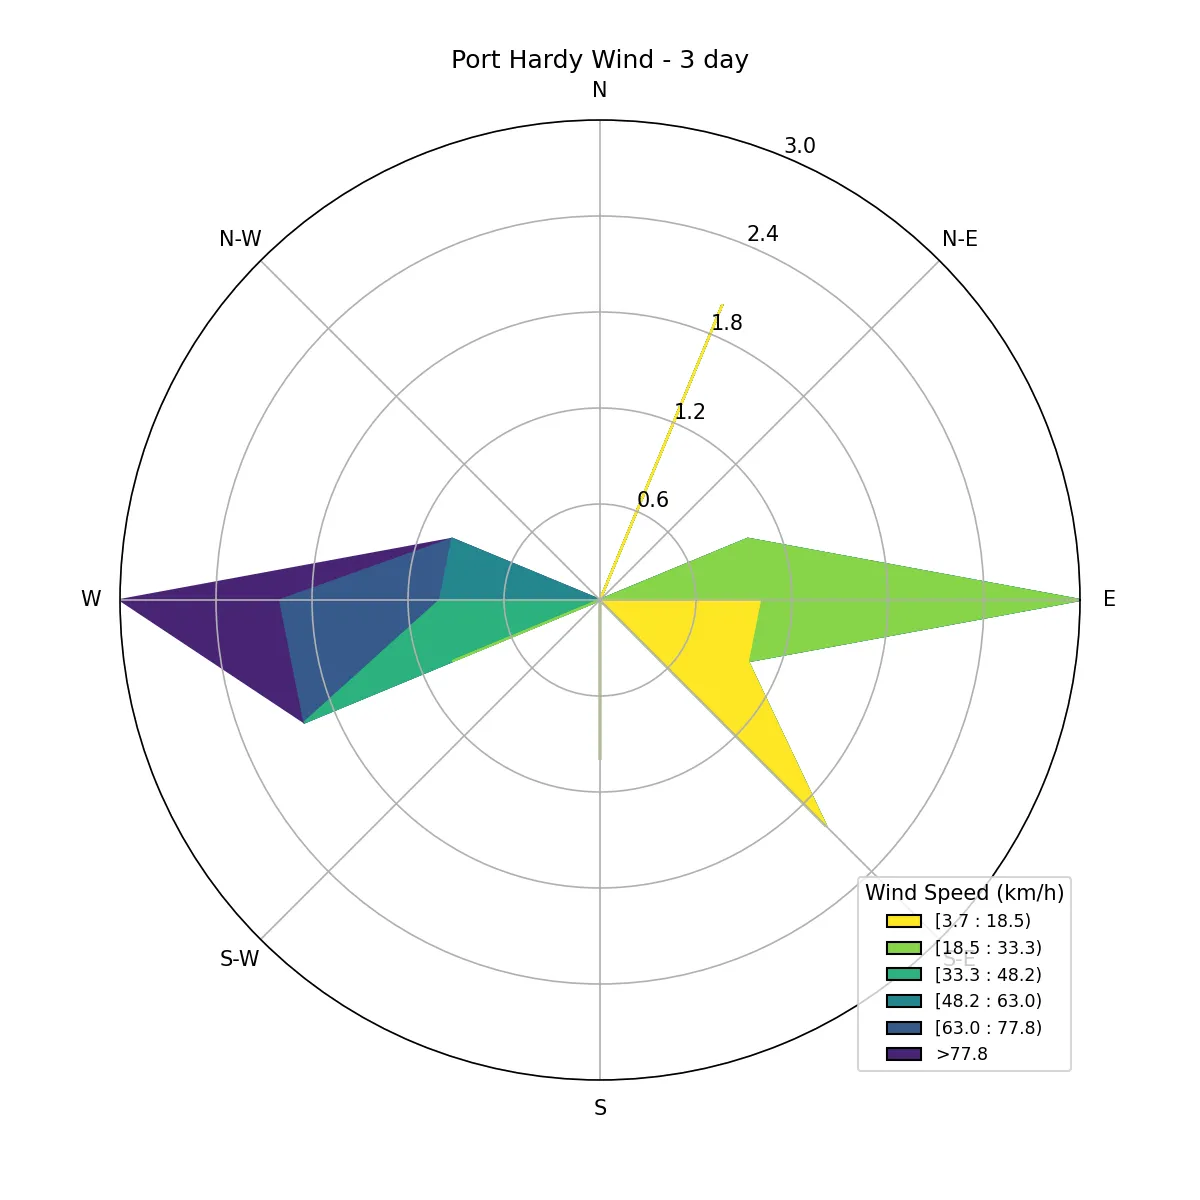 Port Hardy Wind - 3 day
N
3.0
N-W
2.4
N-E
1.8
1.2
0.6
W
E
Wind Speed (km/h)
[3.7 : 18.5)
[18.5 : 33.3)
S-W
S-E
[33.3 : 48.2)
[48.2 : 63.0)
[63.0 : 77.8)
>77.8
S